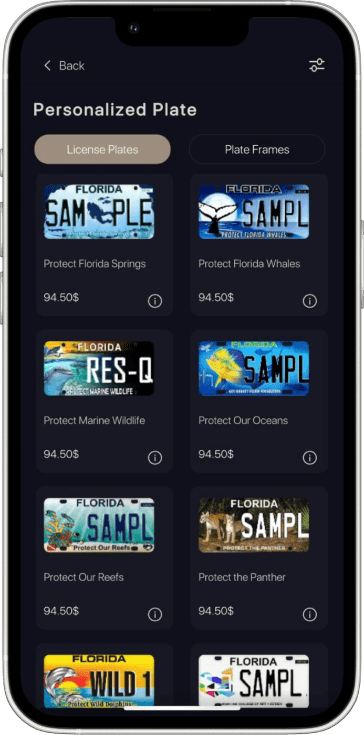 Back
Personalized Plate
License Plates
Plate Frames
FLORIDA
SAM PLE
Protect Florida Springs
94.50$
FLORIDA
SAMPL
PROTECT FLORIDA WHALES
Protect Florida Whales
94.50$
FLORIDA
RES-Q
PROTECT MARINE WILDLIFE
Protect Marine Wildlife
94.50$
FLORIDA
SAMPL
Protect Our Oceans
94.50$
FLORIDA
SAMPL
Protect Our Reefs
Protect Our Reefs
94.50$
FLORIDA
SAMPL
PROTECT THE PANTHER
Protect the Panther
94.50$
FLORIDA
WILD 1
Protect Wild Dolphins
FLORIDA
SAMPL